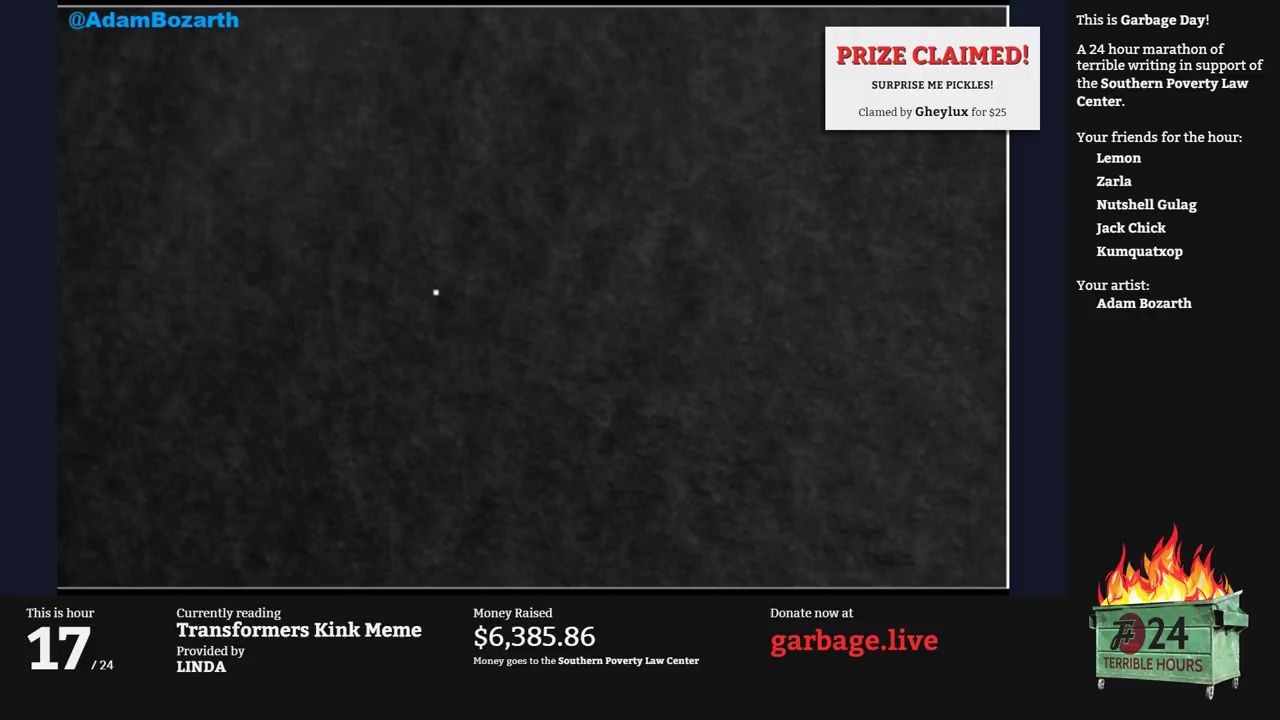 @AdamBozarth
PRIZE CLAIMED!
SURPRISE ME PICKLES!
Clamed by Gheylux for $25
This is Garbage Day!
A 24 hour marathon of
terrible writing in support of
the Southern Poverty Law
Center.
Your friends for the hour:
Lemon
Zarla
Nutshell Gulag
Jack Chick
Kumquatxop
Your artist:
Adam Bozarth
This is hour
17 / 24
Currently reading
Transformers Kink Meme
Provided by
LINDA
Money Raised
$6,385.86
Money goes to the Southern Poverty Law Center
Donate now at
garbage.live
24
TERRIBLE HOURS